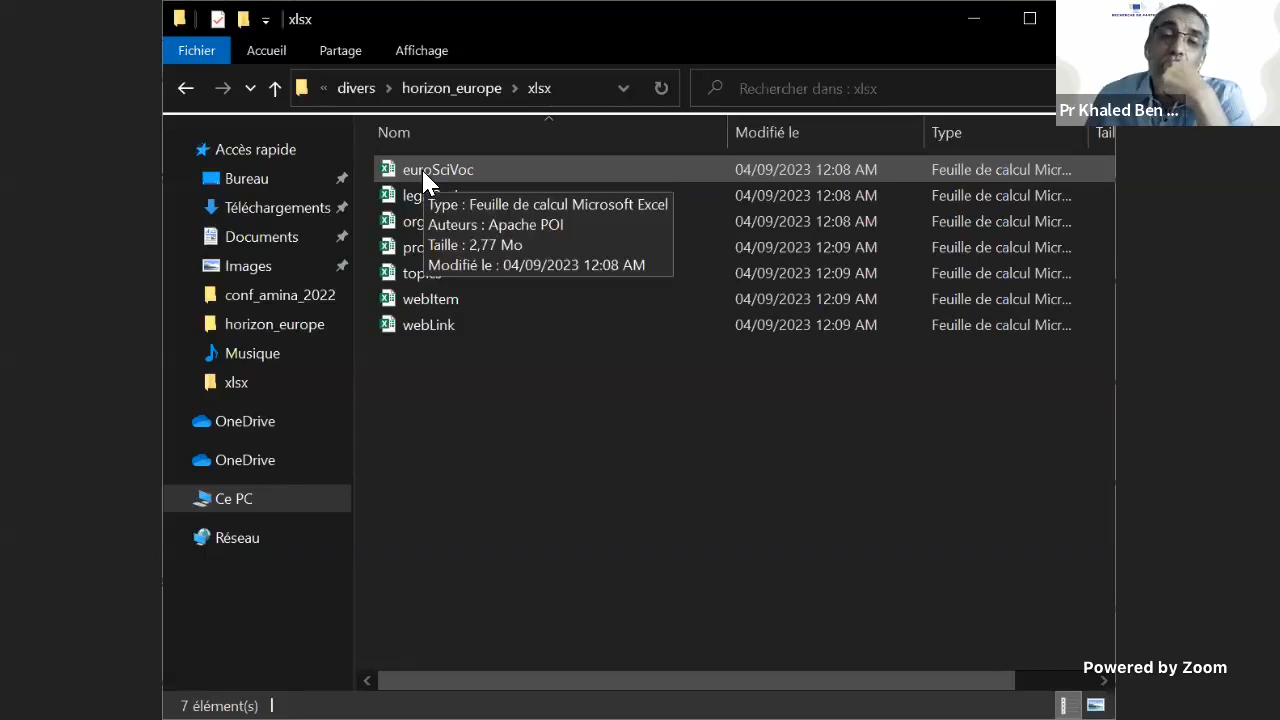 xlsx
Fichier Accueil Partage Affichage
« divers > horizon_europe > xlsx
Rechercher dans : xlsx
Pr Khaled Ben ...
Nom Modifié le Type Tail
Accès rapide
Bureau
Téléchargements
Documents
Images
conf_amina_2022
horizon_europe
Musique
xlsx
OneDrive
OneDrive
Ce PC
Réseau
euroSciVoc 04/09/2023 12:08 AM Feuille de calcul Micr...
04/09/2023 12:08 AM Feuille de calcul Micr...
04/09/2023 12:08 AM Feuille de calcul Micr...
04/09/2023 12:09 AM Feuille de calcul Micr...
04/09/2023 12:09 AM Feuille de calcul Micr...
webItem 04/09/2023 12:09 AM Feuille de calcul Micr...
webLink 04/09/2023 12:09 AM Feuille de calcul Micr...
Type : Feuille de calcul Microsoft Excel
Auteurs : Apache POI
Taille : 2,77 Mo
Modifié le : 04/09/2023 12:08 AM
Powered by Zoom
7 élément(s)